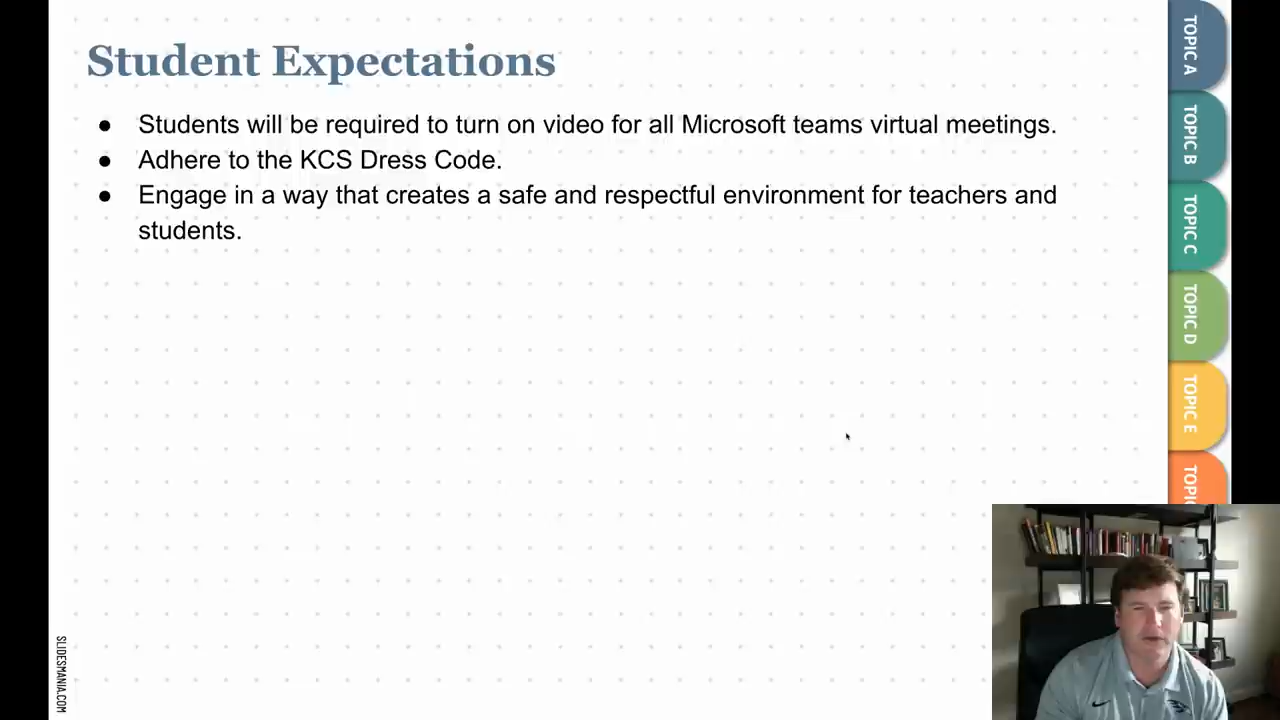 Student Expectations
● Students will be required to turn on video for all Microsoft teams virtual meetings.
● Adhere to the KCS Dress Code.
● Engage in a way that creates a safe and respectful environment for teachers and
students.
TOPIC A
TOPIC B
TOPIC C
TOPIC D
TOPIC E
TOPIC
SLIDESMANIA.COM